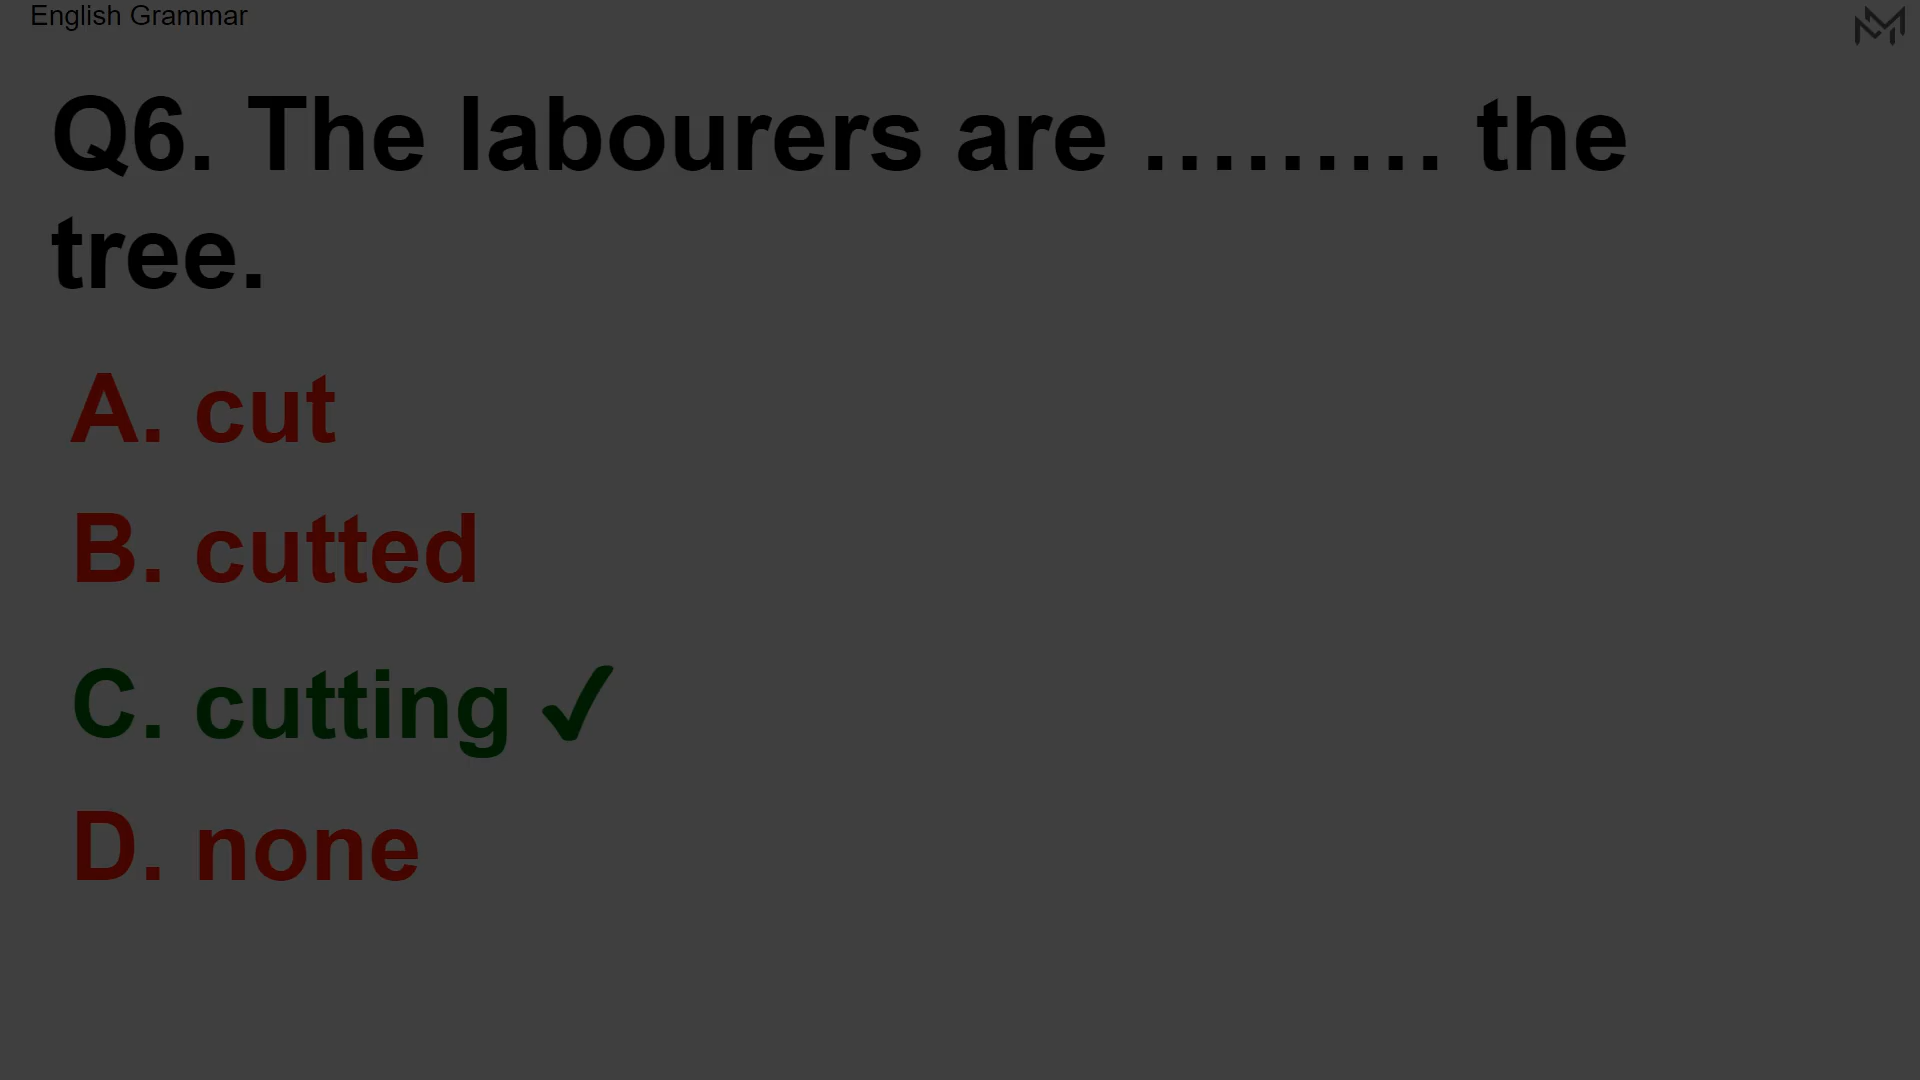 English Grammar
Q6. The labourers are ......... the
tree.
A. cut
B. cutted
C. cutting ✓
D. none